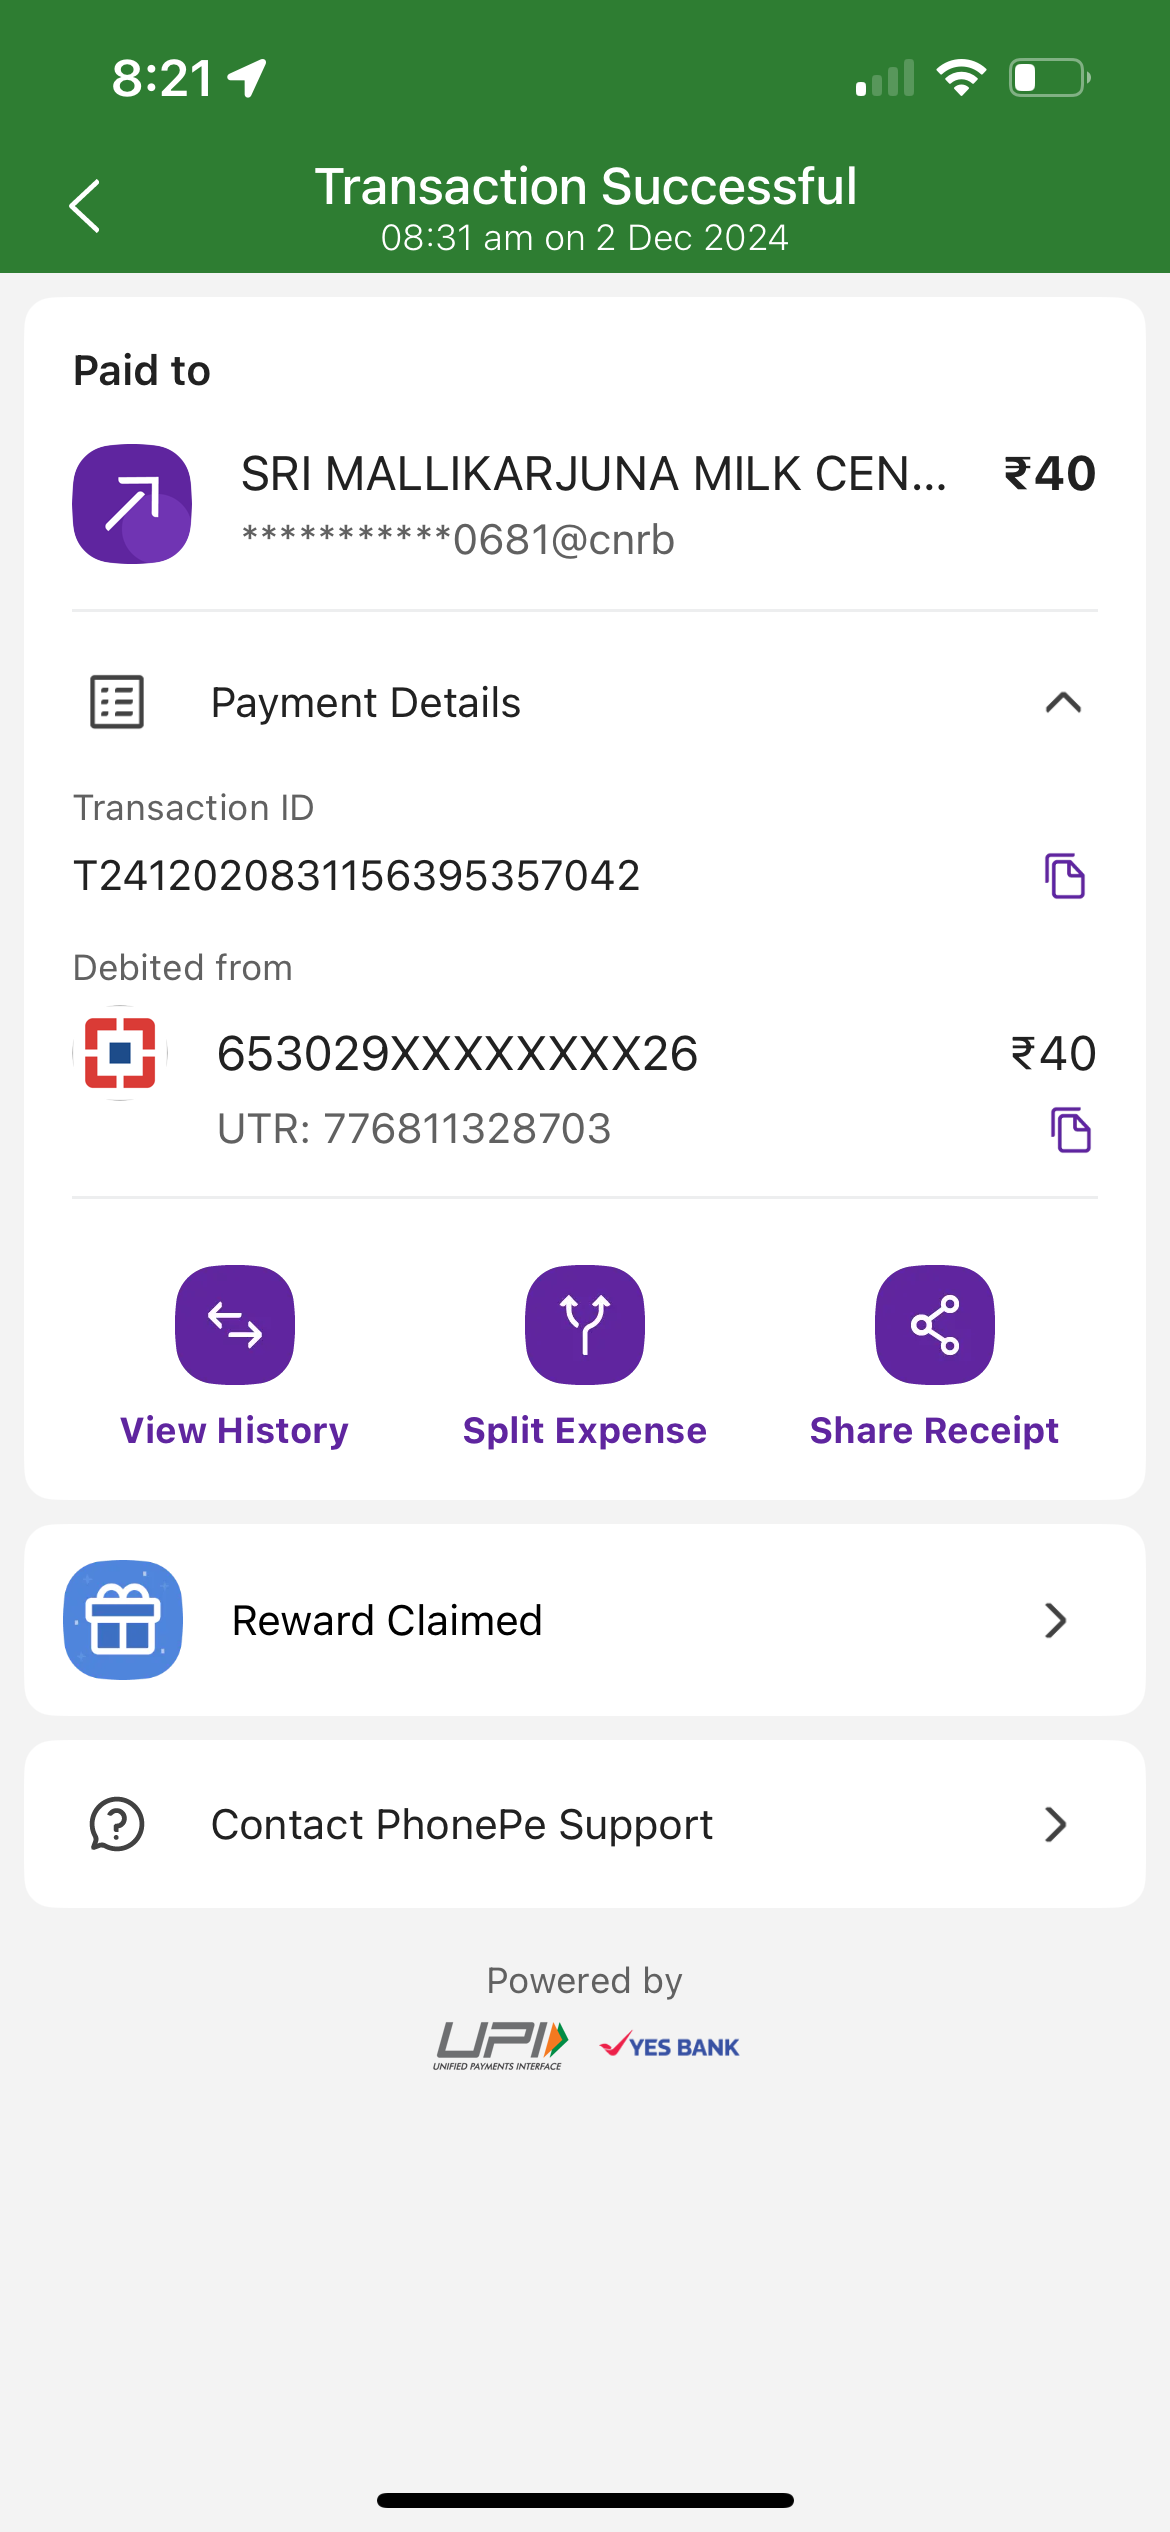 8:21
Transaction Successful
08:31 am on 2 Dec 2024
Paid to
SRI MALLIKARJUNA MILK CEN... ₹40
***********0681@cnrb
Payment Details
Transaction ID
T2412020831156395357042
Debited from
653029XXXXXXXX26 ₹40
UTR: 776811328703
View History Split Expense Share Receipt
Reward Claimed
Contact PhonePe Support
Powered by
UPI YES BANK
UNIFIED PAYMENTS INTERFACE